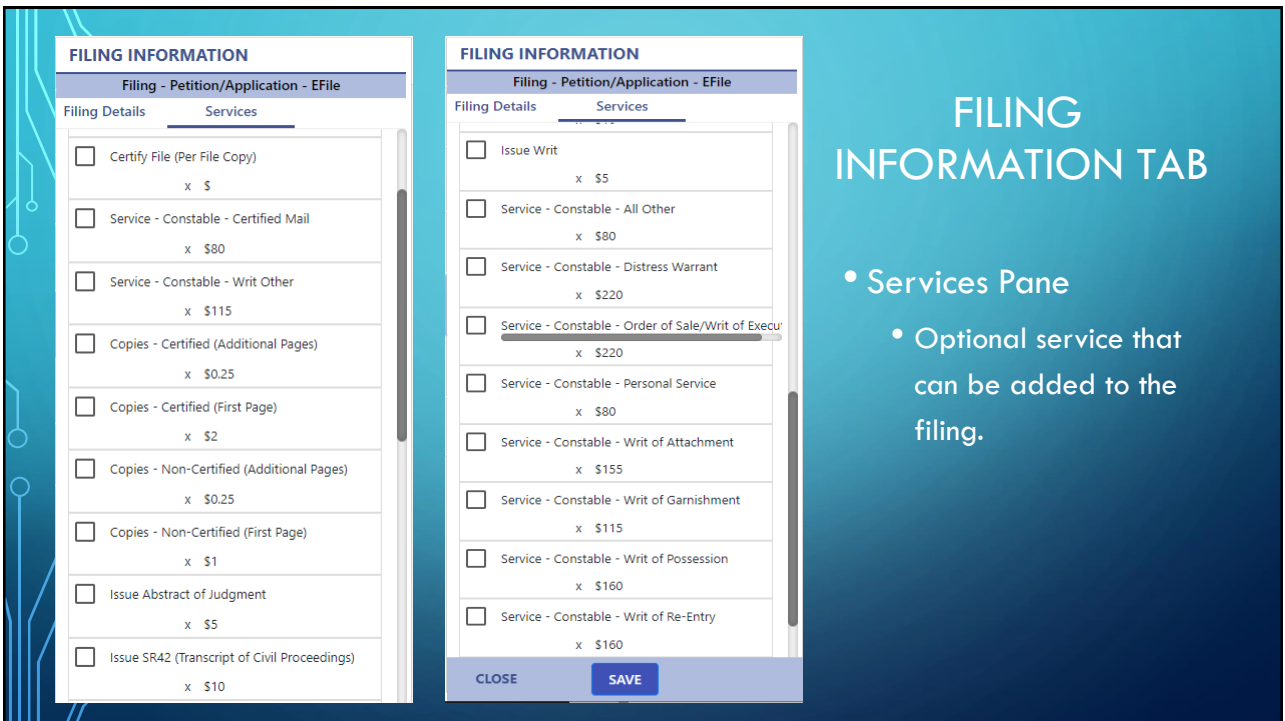 FILING INFORMATION
Filing - Petition/Application - EFile
Filing Details Services
Certify File (Per File Copy)
x $
Service - Constable - Certified Mail
x $80
Service - Constable - Writ Other
x $115
Copies - Certified (Additional Pages)
x $0.25
Copies - Certified (First Page)
x $2
Copies - Non-Certified (Additional Pages)
x $0.25
Copies - Non-Certified (First Page)
x $1
Issue Abstract of Judgment
x $5
Issue SR42 (Transcript of Civil Proceedings)
x $10
FILING INFORMATION
Filing - Petition/Application - EFile
Filing Details Services
Issue Writ
x $5
Service - Constable - All Other
x $80
Service - Constable - Distress Warrant
x $220
Service - Constable - Order of Sale/Writ of Execu
x $220
Service - Constable - Personal Service
x $80
Service - Constable - Writ of Attachment
x $155
Service - Constable - Writ of Garnishment
x $115
Service - Constable - Writ of Possession
x $160
Service - Constable - Writ of Re-Entry
x $160
CLOSE SAVE
FILING
INFORMATION TAB
• Services Pane
• Optional service that
can be added to the
filing.